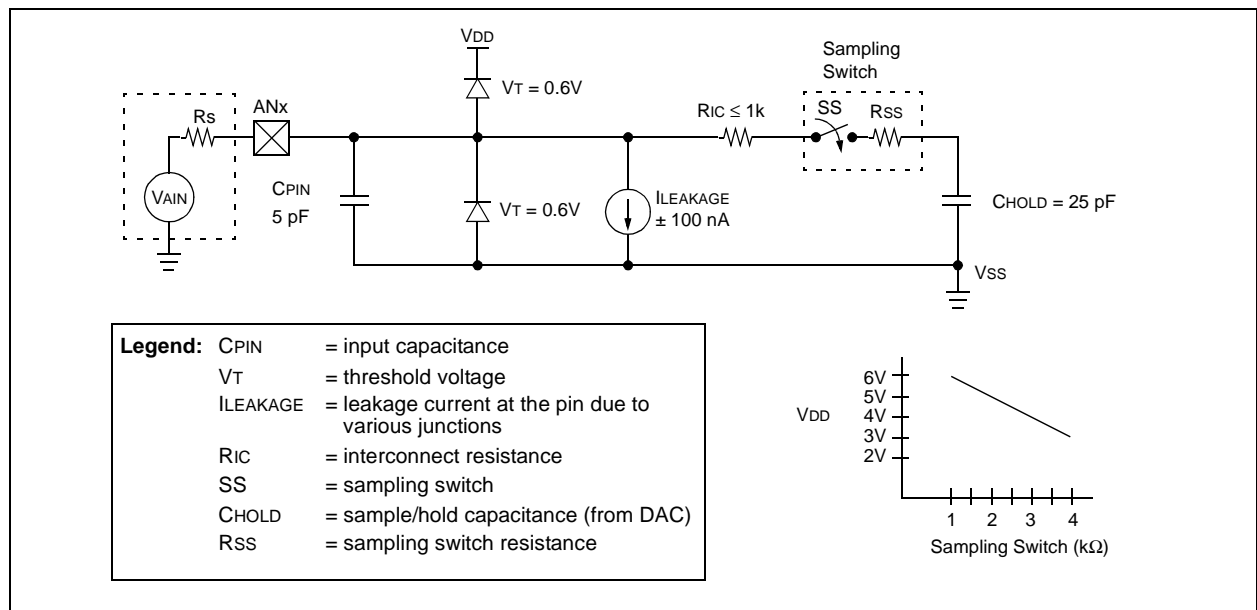 VDD
Sampling
Switch
VT = 0.6V
RIC ≤ 1k
SS
RSS
Rs
ANx
VAIN
CPIN
5 pF
VT = 0.6V
ILEAKAGE
± 100 nA
CHOLD = 25 pF
VSS
Legend: CPIN = input capacitance
VT = threshold voltage
ILEAKAGE = leakage current at the pin due to
various junctions
RIC = interconnect resistance
SS = sampling switch
CHOLD = sample/hold capacitance (from DAC)
RSS = sampling switch resistance
6V
5V
VDD 4V
3V
2V
1 2 3 4
Sampling Switch (kΩ)